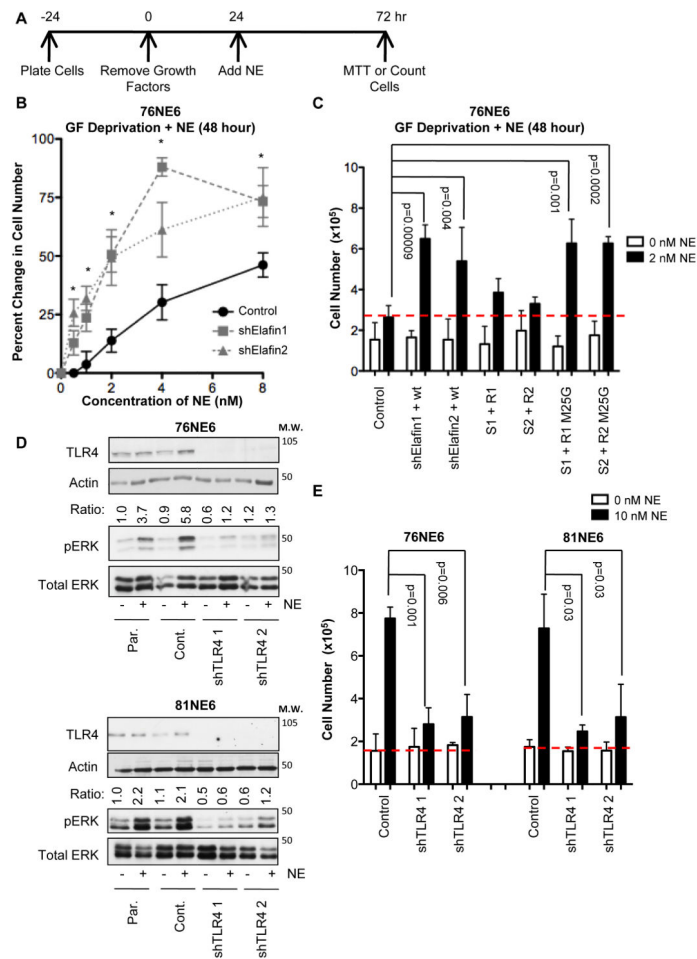 A
-24 0 24 72 hr
Plate Cells
Remove Growth
Factors
Add NE
MTT or Count
Cells
B
76NE6
GF Deprivation + NE (48 hour)
Percent Change in Cell Number
100
75
50
25
0
* * * * *
Control
shElafin1
shElafin2
0 2 4 6 8
Concentration of NE (nM)
C
76NE6
GF Deprivation + NE (48 hour)
Cell Number (x10⁵)
10
8
6
4
2
0
p=0.00009
p=0.004
p=0.001
p=0.0002
0 nM NE
2 nM NE
Control
shElafin1 + wt
shElafin2 + wt
S1 + R1
S2 + R2
S1 + R1 M25G
S2 + R2 M25G
D
76NE6
M.W.
TLR4
105
Actin
50
Ratio: 1.0 3.7 0.9 5.8 0.6 1.2 1.2 1.3
pERK
50
Total ERK
50
- + - + - + - + NE
Par.
Cont.
shTLR4 1
shTLR4 2
81NE6
M.W.
TLR4
105
Actin
50
Ratio: 1.0 2.2 1.1 2.1 0.5 0.6 0.6 1.2
pERK
50
Total ERK
50
- + - + - + - + NE
Par.
Cont.
shTLR4 1
shTLR4 2
E
0 nM NE
10 nM NE
76NE6
81NE6
Cell Number (x10⁵)
10
8
6
4
2
0
p=0.001
p=0.006
p=0.03
p=0.03
Control
shTLR4 1
shTLR4 2
Control
shTLR4 1
shTLR4 2